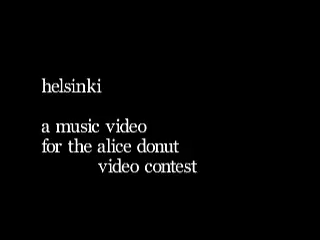 helsinki
a music video
for the alice donut
video contest